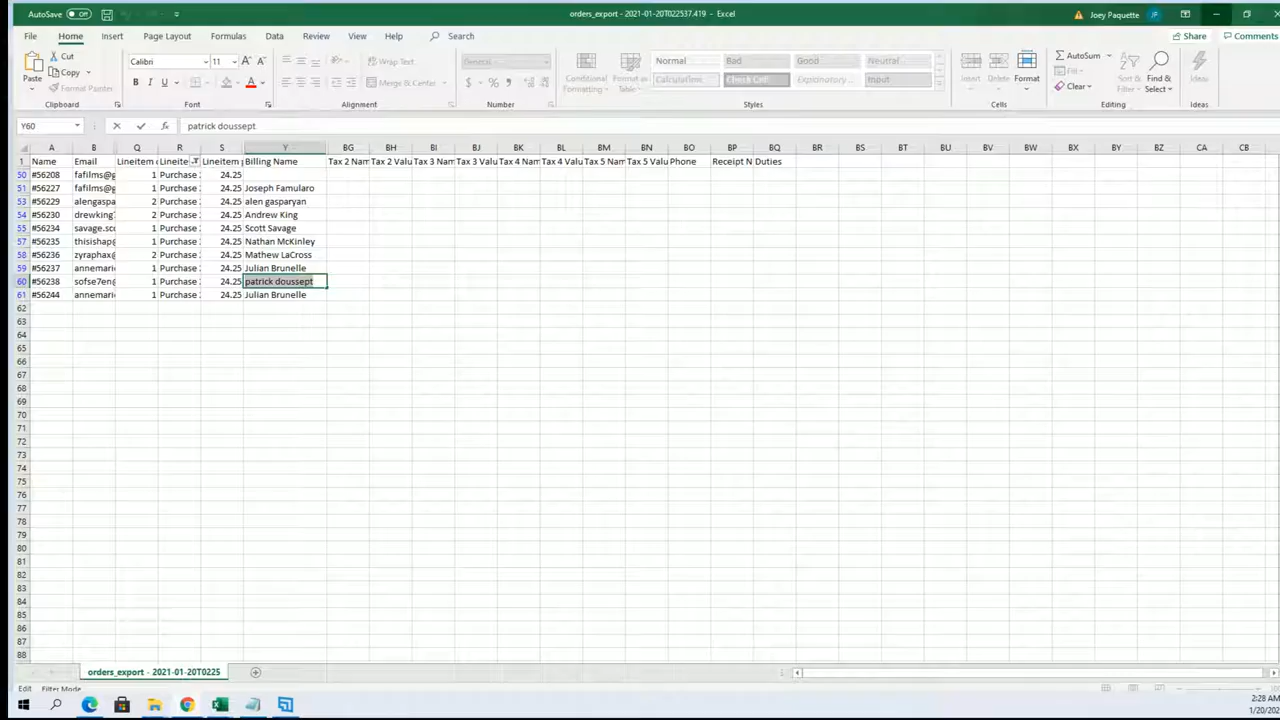 AutoSave Off orders_export - 2021-01-20T022537.419 - Excel Joey Paquette JF
File Home Insert Page Layout Formulas Data Review View Help Search Share Comments
Paste Cut Copy Format Painter Clipboard
Calibri 11 A A B I U A Font
Wrap Text Merge & Center Alignment
General $ % Number
Conditional Formatting Format as Table Normal Bad Good Neutral Calculation Check Cell Explanatory... Input Styles
Insert Delete Format Cells
AutoSum Fill Clear Sort & Filter Find & Select Editing
Ideas Ideas
Y60 fx patrick doussept
A B Q R S Y BG BH BI BJ BK BL BM BN BO BP BQ BR BS BT BU BV BW BX BY BZ CA CB
1 Name Email Lineitem q Lineite Lineitem p Billing Name Tax 2 Nam Tax 2 Valu Tax 3 Nam Tax 3 Valu Tax 4 Nam Tax 4 Valu Tax 5 Nam Tax 5 Valu Phone Receipt N Duties
50 #56208 fafilms@g 1 Purchase 24.25
51 #56227 fafilms@g 1 Purchase 24.25 Joseph Famularo
53 #56229 alengaspa 2 Purchase 24.25 alen gasparyan
54 #56230 drewking 2 Purchase 24.25 Andrew King
55 #56234 savage.sco 1 Purchase 24.25 Scott Savage
57 #56235 thisishap@ 1 Purchase 24.25 Nathan McKinley
58 #56236 zyraphax@ 2 Purchase 24.25 Mathew LaCross
59 #56237 annemari 1 Purchase 24.25 Julian Brunelle
60 #56238 sofse7en@ 1 Purchase 24.25 patrick doussept
61 #56244 annemari 1 Purchase 24.25 Julian Brunelle
62
63
64
65
66
67
68
69
70
71
72
73
74
75
76
77
78
79
80
81
82
83
84
85
86
87
88
orders_export - 2021-01-20T0225
Edit Filter Mode
2:28 AM
1/20/202